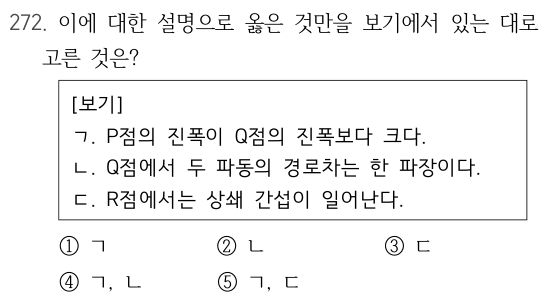 272. 이에 대한 설명으로 옳은 것만을 보기에서 있는 대로
고른 것은?
[보기]
ㄱ. P점의 진폭이 Q점의 진폭보다 크다.
ㄴ. Q점에서 두 파동의 경로차는 한 파장이다.
ㄷ. R점에서는 상쇄 간섭이 일어난다.
① ㄱ ② ㄴ ③ ㄷ
④ ㄱ, ㄴ ⑤ ㄱ, ㄷ